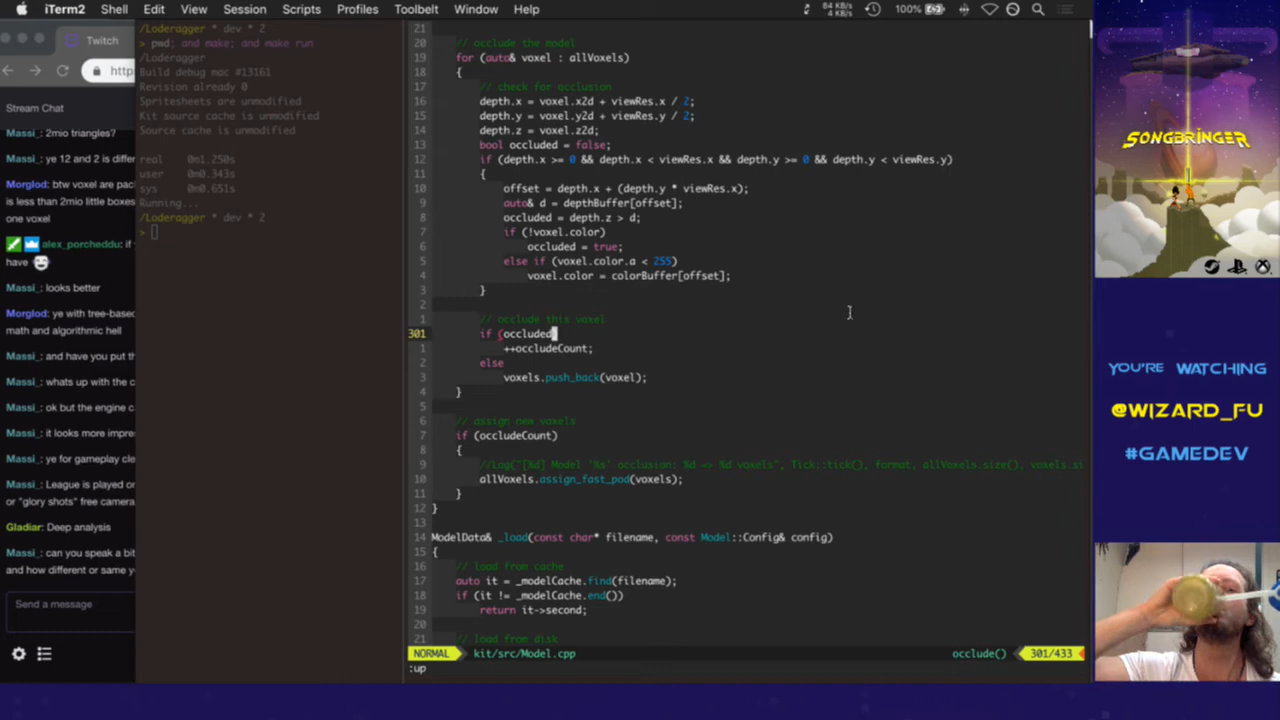 iTerm2 Shell Edit View Session Scripts Profiles Toolbelt Window Help
64 KB/s
4 KB/s
100%
Twitch
http
Stream Chat
Massi_: 2mio triangles?
Massi_: ye 12 and 2 is differ
Morglod: btw voxel are pac
is less than 2mio little boxes
one voxel
alex_porcheddu: if
have
Massi_: looks better
Morglod: ye with tree-based
math and algorithmic hell
Massi_: and have you put th
Massi_: whats up with the c
Massi_: ok but the engine c
Massi_: it looks more impre
Massi_: ye for gameplay cle
Massi_: League is played or
or "glory shots" free camera
Gladiar: Deep analysis
Massi_: can you speak a bit
and how different or same y
Send a message
/Loderagger * dev * 2
> pwd; and make; and make run
/Loderagger
Build debug mac #13161
Revision already 0
Spritesheets are unmodified
Kit source cache is unmodified
Source cache is unmodified
real 0m1.250s
user 0m0.343s
sys 0m0.651s
Running...
/Loderagger * dev * 2
>
21
20 // occlude the model
19 for (auto& voxel : allVoxels)
18 {
17 // check for occlusion
16 depth.x = voxel.x2d + viewRes.x / 2;
15 depth.y = voxel.y2d + viewRes.y / 2;
14 depth.z = voxel.z2d;
13 bool occluded = false;
12 if (depth.x >= 0 && depth.x < viewRes.x && depth.y >= 0 && depth.y < viewRes.y)
11 {
10 offset = depth.x + (depth.y * viewRes.x);
9 auto& d = depthBuffer[offset];
8 occluded = depth.z > d;
7 if (!voxel.color)
6 occluded = true;
5 else if (voxel.color.a < 255)
4 voxel.color = colorBuffer[offset];
3 }
2
1 // occlude this voxel
301 if (occluded
1 ++occludeCount;
2 else
3 voxels.push_back(voxel);
4 }
5
6 // assign new voxels
7 if (occludeCount)
8 {
9 //Log("[%d] Model '%s' occlusion: %d => %d voxels", Tick::tick(), format, allVoxels.size(), voxels.si
10 allVoxels.assign_fast_pod(voxels);
11 }
12 }
13
14 ModelData& _load(const char* filename, const Model::Config& config)
15 {
16 // load from cache
17 auto it = _modelCache.find(filename);
18 if (it != _modelCache.end())
19 return it->second;
20
21 // load from disk
NORMAL kit/src/Model.cpp occlude() 301/433
:up
SONGBRINGER
STEAM
YOU'RE WATCHING
@WIZARD_FU
#GAMEDEV